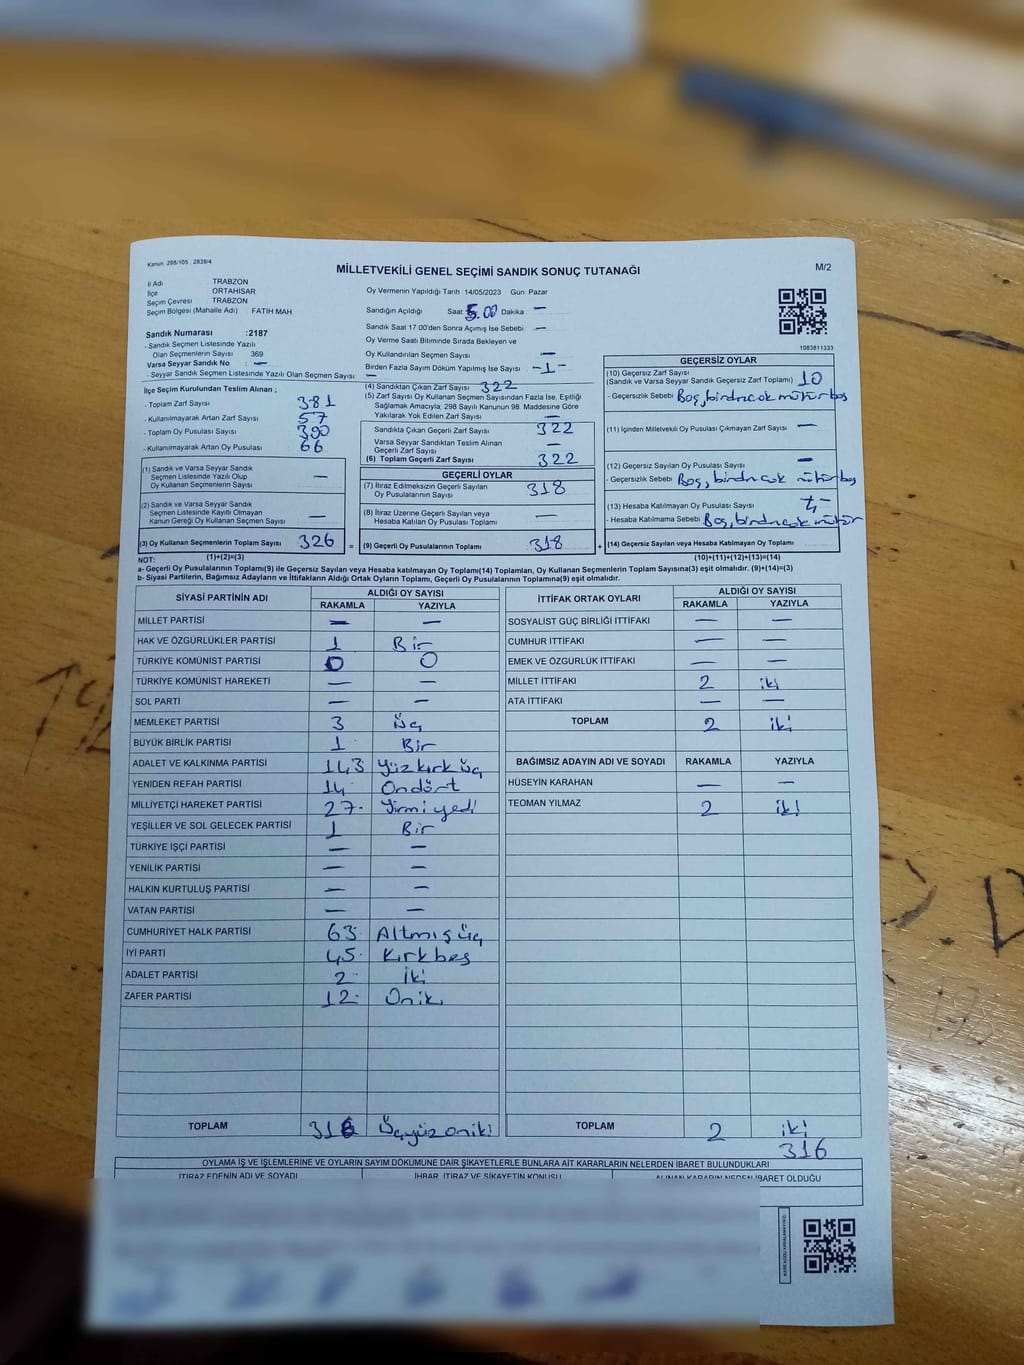 Kanun: 298/105 , 2839/4
MİLLETVEKİLİ GENEL SEÇİMİ SANDIK SONUÇ TUTANAĞI
M/2
İl Adı TRABZON
İlçe ORTAHİSAR
Seçim Çevresi TRABZON
Seçim Bölgesi (Mahalle Adı) FATIH MAH
Oy Vermenin Yapıldığı Tarih 14/05/2023 Gün: Pazar
Sandığın Açıldığı Saat 5.00 Dakika —
Sandık Saat 17.00'den Sonra Açımış İse Sebebi —
Oy Verme Saati Bitiminde Sırada Bekleyen ve
Oy Kullandırılan Seçmen Sayısı —
Birden Fazla Sayım Döküm Yapılmış İse Sayısı -1-
Sandık Numarası :2187
- Sandık Seçmen Listesinde Yazılı
Olan Seçmenlerin Sayısı 369
Varsa Seyyar Sandık No : —
- Seyyar Sandık Seçmen Listesinde Yazılı Olan Seçmen Sayısı —
1083811333
İlçe Seçim Kurulundan Teslim Alınan ;
- Toplam Zarf Sayısı 381
- Kullanılmayarak Artan Zarf Sayısı 57
- Toplam Oy Pusulası Sayısı 390
- Kullanılmayarak Artan Oy Pusulası 66
(1) Sandık ve Varsa Seyyar Sandık
Seçmen Listesinde Yazılı Olup
Oy Kullanan Seçmenlerin Sayısı —
(2) Sandık ve Varsa Seyyar Sandık
Seçmen Listesinde Kayıtlı Olmayan
Kanun Gereği Oy Kullanan Seçmen Sayısı —
(3) Oy Kullanan Seçmenlerin Toplam Sayısı 326 =
(1)+(2)=(3)
(4) Sandıktan Çıkan Zarf Sayısı 322
(5) Zarf Sayısı Oy Kullanan Seçmen Sayısından Fazla İse, Eşitliği
Sağlamak Amacıyla; 298 Sayılı Kanunun 98. Maddesine Göre
Yakılarak Yok Edilen Zarf Sayısı —
Sandıkta Çıkan Geçerli Zarf Sayısı 322
Varsa Seyyar Sandıktan Teslim Alınan
Geçerli Zarf Sayısı —
(6) Toplam Geçerli Zarf Sayısı 322
GEÇERLİ OYLAR
(7) İtiraz Edilmeksizin Geçerli Sayılan
Oy Pusulalarının Sayısı 318
(8) İtiraz Üzerine Geçerli Sayılan veya
Hesaba Katılan Oy Pusulası Toplamı —
(9) Geçerli Oy Pusulalarının Toplamı 318 +
GEÇERSİZ OYLAR
(10) Geçersiz Zarf Sayısı
(Sandık ve Varsa Seyyar Sandık Geçersiz Zarf Toplamı) 10
- Geçersizlik Sebebi Boş,
(11) İçinden Milletvekili Oy Pusulası Çıkmayan Zarf Sayısı —
(12) Geçersiz Sayılan Oy Pusulası Sayısı —
- Geçersizlik Sebebi Boş,
(13) Hesaba Katılmayan Oy Pusulası Sayısı 4-
- Hesaba Katılmama Sebebi Boş,
(14) Geçersiz Sayılan veya Hesaba Katılmayan Oy Toplamı
(10)+(11)+(12)+(13)=(14)
NOT:
a- Geçerli Oy Pusulalarının Toplamı(9) ile Geçersiz Sayılan veya Hesaba katılmayan Oy Toplamı(14) Toplamları, Oy Kullanan Seçmenlerin Toplam Sayısına(3) eşit olmalıdır. (9)+(14)=(3)
b- Siyasi Partilerin, Bağımsız Adayların ve İttifakların Aldığı Ortak Oyların Toplamı, Geçerli Oy Pusulalarının Toplamına(9) eşit olmalıdır.
SİYASİ PARTİNİN ADI ALDIĞI OY SAYISI
RAKAMLA YAZIYLA
MİLLET PARTİSİ — —
HAK VE ÖZGÜRLÜKLER PARTİSİ 1 Bir
TÜRKİYE KOMÜNİST PARTİSİ 0 0
TÜRKİYE KOMÜNİST HAREKETİ — —
SOL PARTİ — —
MEMLEKET PARTİSİ 3 Üç
BÜYÜK BİRLİK PARTİSİ 1 Bir
ADALET VE KALKINMA PARTİSİ 143 Yüzkırk üç
YENİDEN REFAH PARTİSİ 14 Ondört
MİLLİYETÇİ HAREKET PARTİSİ 27 Yirmi yedi
YEŞİLLER VE SOL GELECEK PARTİSİ 1 Bir
TÜRKİYE İŞÇİ PARTİSİ — —
YENİLİK PARTİSİ — —
HALKIN KURTULUŞ PARTİSİ — —
VATAN PARTİSİ — —
CUMHURİYET HALK PARTİSİ 63 Altmış üç
İYİ PARTİ 45 Kırkbeş
ADALET PARTİSİ 2 İki
ZAFER PARTİSİ 12 Oniki
TOPLAM Üçyüzoniki
İTTİFAK ORTAK OYLARI ALDIĞI OY SAYISI
RAKAMLA YAZIYLA
SOSYALİST GÜÇ BİRLİĞİ İTTİFAKI — —
CUMHUR İTTİFAKI — —
EMEK VE ÖZGÜRLÜK İTTİFAKI — —
MİLLET İTTİFAKI 2 iki
ATA İTTİFAKI — —
TOPLAM 2 iki
BAĞIMSIZ ADAYIN ADI VE SOYADI RAKAMLA YAZIYLA
HÜSEYİN KARAHAN — —
TEOMAN YILMAZ 2 iki
TOPLAM 2 iki
316
OYLAMA İŞ VE İŞLEMLERİNE VE OYLARIN SAYIM DÖKÜMÜNE DAİR ŞİKAYETLERLE BUNLARA AİT KARARLARIN NELERDEN İBARET BULUNDUKLARI
İTİRAZ EDENİN ADI VE SOYADI İHBAR, İTİRAZ VE ŞİKAYETİN KONUSU ALINAN KARARIN NEDEN İBARET OLDUĞU